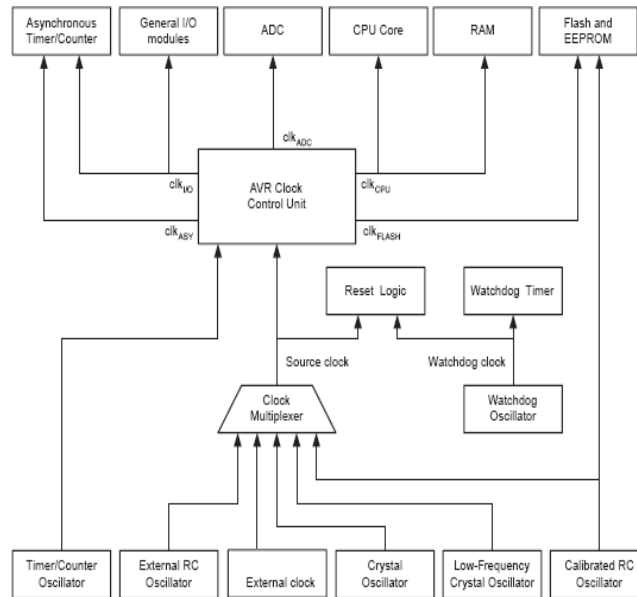 Asynchronous
Timer/Counter
General I/O
modules
ADC
CPU Core
RAM
Flash and
EEPROM
clkADC
clkI/O
AVR Clock
Control Unit
clkCPU
clkASY
clkFLASH
Reset Logic
Watchdog Timer
Source clock
Watchdog clock
Clock
Multiplexer
Watchdog
Oscillator
Timer/Counter
Oscillator
External RC
Oscillator
External clock
Crystal
Oscillator
Low-Frequency
Crystal Oscillator
Calibrated RC
Oscillator